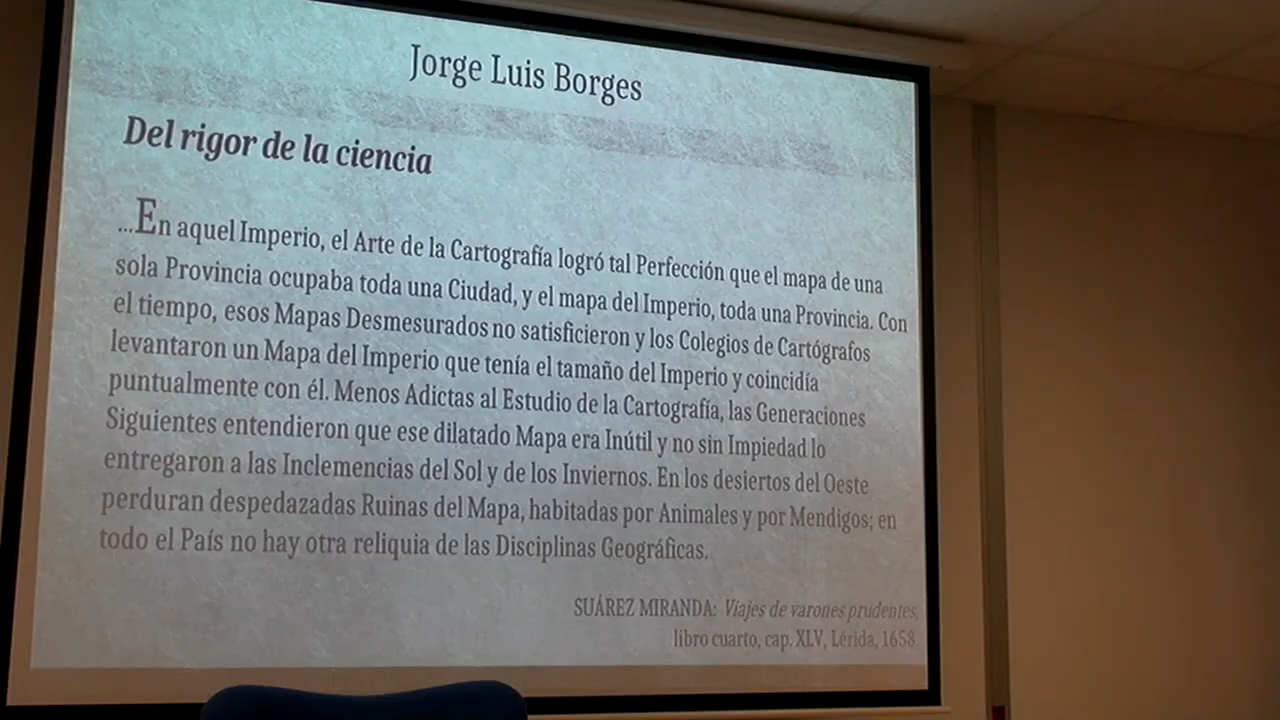 Jorge Luis Borges
Del rigor de la ciencia
...En aquel Imperio, el Arte de la Cartografía logró tal Perfección que el mapa de una
sola Provincia ocupaba toda una Ciudad, y el mapa del Imperio, toda una Provincia. Con
el tiempo, esos Mapas Desmesurados no satisficieron y los Colegios de Cartógrafos
levantaron un Mapa del Imperio que tenía el tamaño del Imperio y coincidía
puntualmente con él. Menos Adictas al Estudio de la Cartografía, las Generaciones
Siguientes entendieron que ese dilatado Mapa era Inútil y no sin Impiedad lo
entregaron a las Inclemencias del Sol y de los Inviernos. En los desiertos del Oeste
perduran despedazadas Ruinas del Mapa, habitadas por Animales y por Mendigos; en
todo el País no hay otra reliquia de las Disciplinas Geográficas.
SUÁREZ MIRANDA: Viajes de varones prudentes,
libro cuarto, cap. XLV, Lérida, 1658.